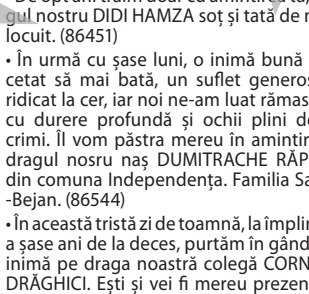 De opt ani trăim doar cu amintirea ta,
gul nostru DIDI HAMZA soț și tată de n
locuit. (86451)
• În urmă cu șase luni, o inimă bună
cetat să mai bată, un suflet generos
ridicat la cer, iar noi ne-am luat rămas
cu durere profundă și ochii plini de
crimi. Îl vom păstra mereu în amintir
dragul nosru naș DUMITRACHE RĂP
din comuna Independența. Familia Sa
-Bejan. (86544)
• În această tristă zi de toamnă, la împlin
a șase ani de la deces, purtăm în gând
inimă pe draga noastră colegă CORN
DRĂGHICI. Ești și vei fi mereu prezen